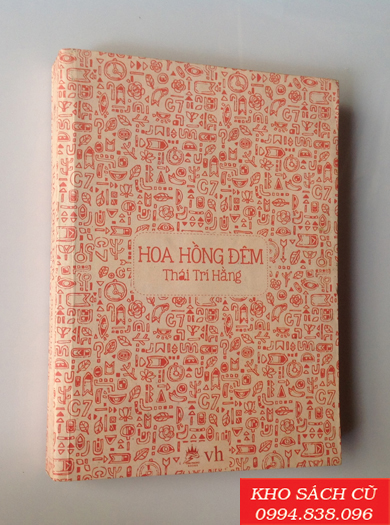 HOA HỒNG ĐÊM
Thái Trí Hằng
vh
KHO SÁCH CŨ
0994.838.096